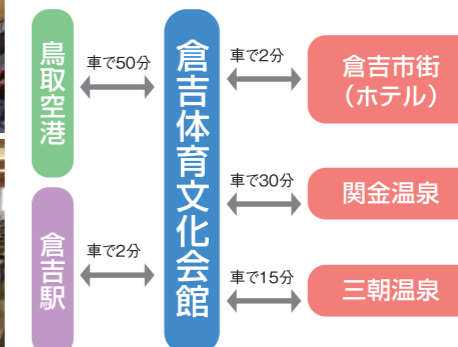 鳥取空港
車で50分
倉吉駅
車で2分
倉吉体育文化会館
車で2分
倉吉市街
（ホテル）
車で30分
関金温泉
車で15分
三朝温泉